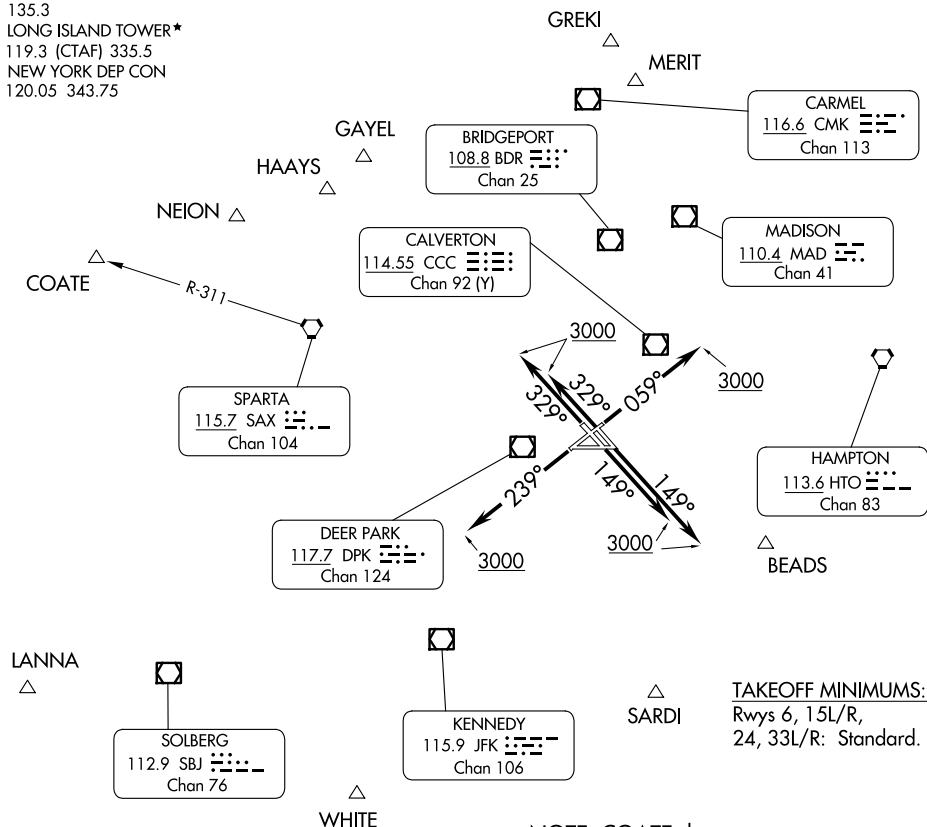 135.3
LONG ISLAND TOWER★
119.3 (CTAF) 335.5
NEW YORK DEP CON
120.05 343.75
GREKI
MERIT
CARMEL
116.6 CMK
Chan 113
GAYEL
BRIDGEPORT
108.8 BDR
Chan 25
HAAYS
NEION
MADISON
110.4 MAD
Chan 41
CALVERTON
114.55 CCC
Chan 92 (Y)
COATE
R-311
3000
3000
329°
329°
059°
SPARTA
115.7 SAX
Chan 104
HAMPTON
113.6 HTO
Chan 83
239°
149°
149°
DEER PARK
117.7 DPK
Chan 124
3000
3000
BEADS
LANNA
SOLBERG
112.9 SBJ
Chan 76
KENNEDY
115.9 JFK
Chan 106
SARDI
TAKEOFF MINIMUMS:
Rwys 6, 15L/R,
24, 33L/R: Standard.
WHITE